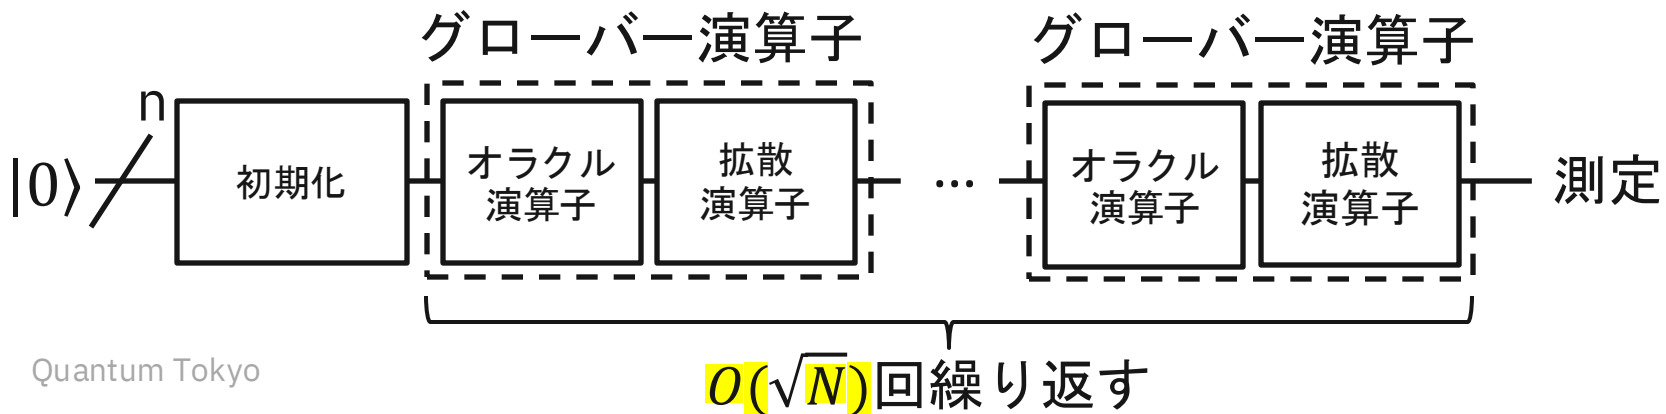 グローバー演算子
グローバー演算子
n
|0⟩
初期化
オラクル
演算子
拡散
演算子
…
オラクル
演算子
拡散
演算子
測定
O(√N)回繰り返す
Quantum Tokyo